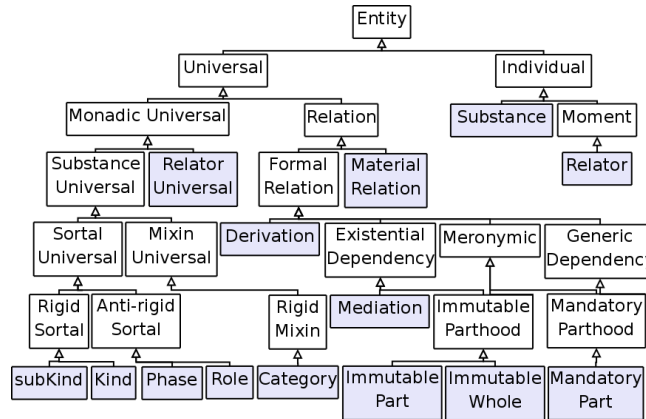 Entity
Universal
Individual
Monadic Universal
Relation
Substance
Moment
Substance
Universal
Relator
Universal
Formal
Relation
Material
Relation
Relator
Sortal
Universal
Mixin
Universal
Derivation
Existential
Dependency
Meronymic
Generic
Dependency
Rigid
Sortal
Anti-rigid
Sortal
Rigid
Mixin
Mediation
Immutable
Parthood
Mandatory
Parthood
subKind
Kind
Phase
Role
Category
Immutable
Part
Immutable
Whole
Mandatory
Part